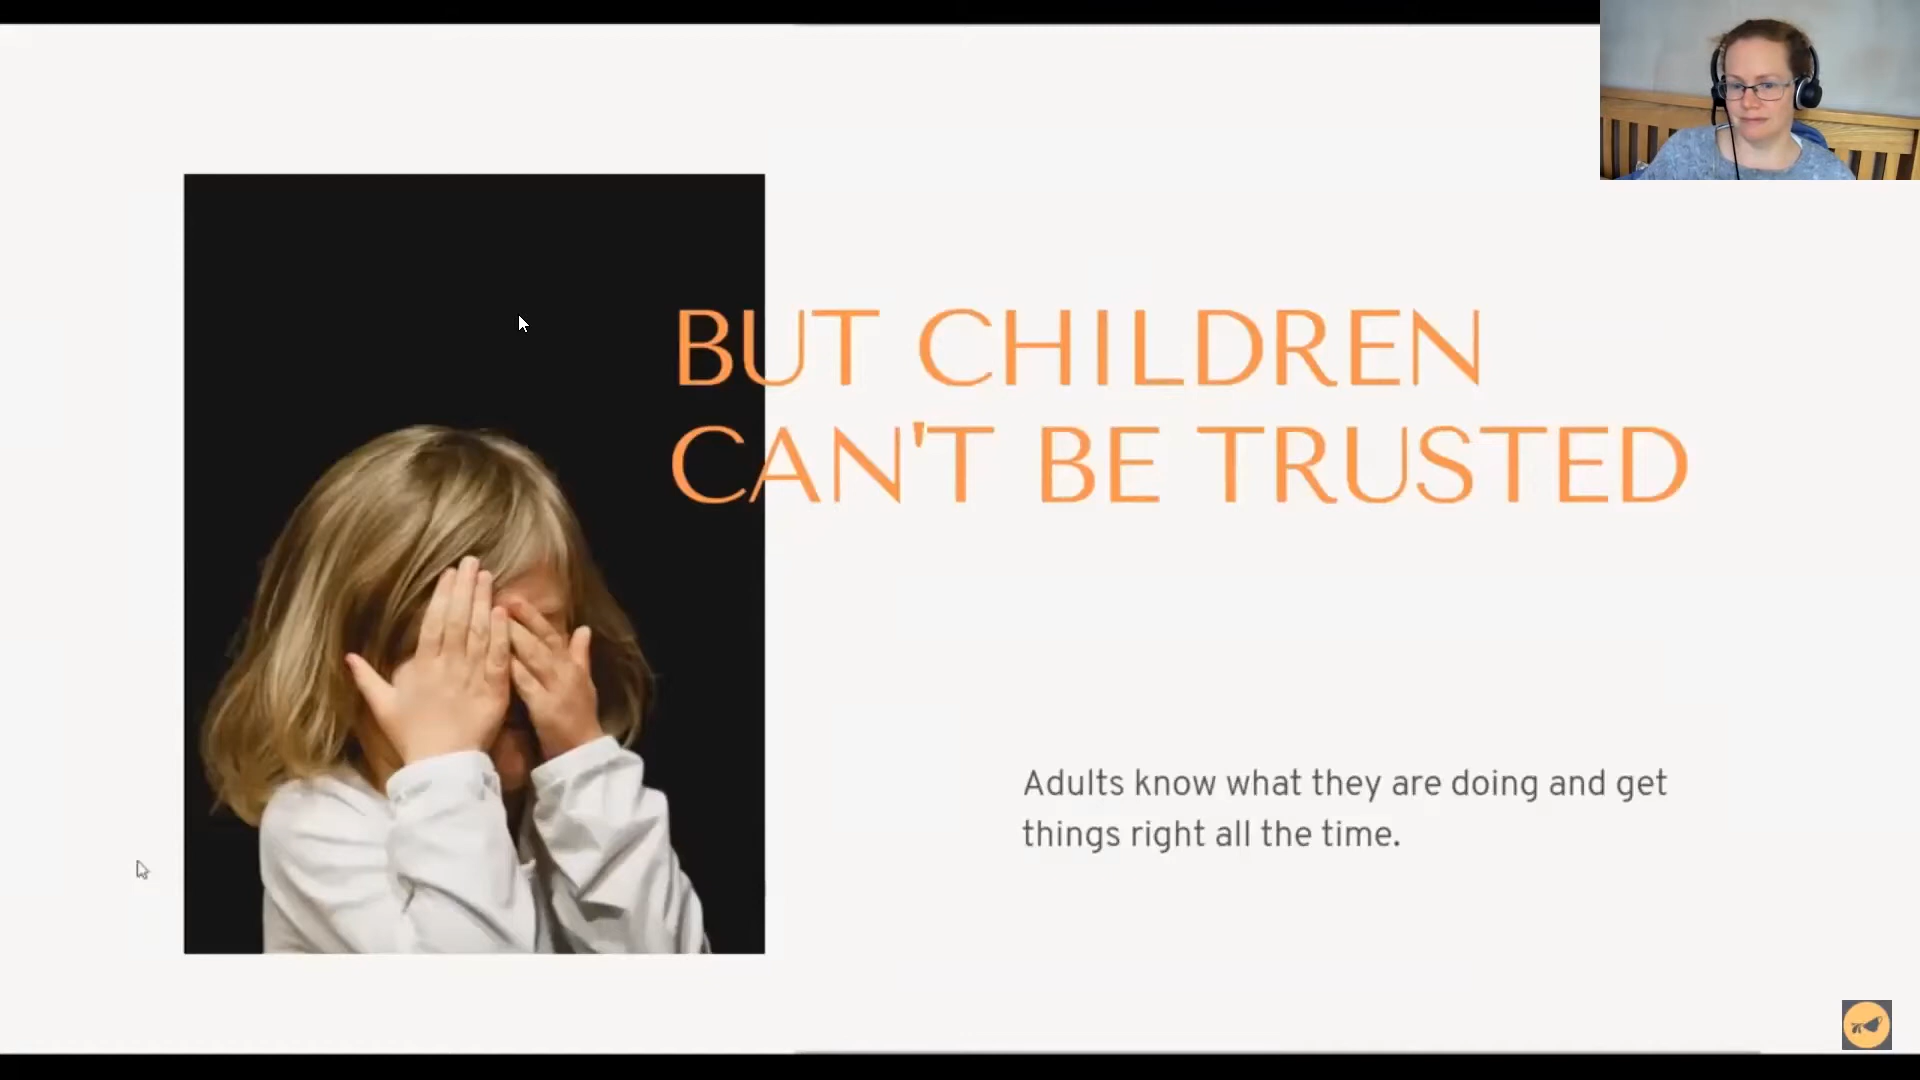 BUT CHILDREN
CAN'T BE TRUSTED
Adults know what they are doing and get
things right all the time.